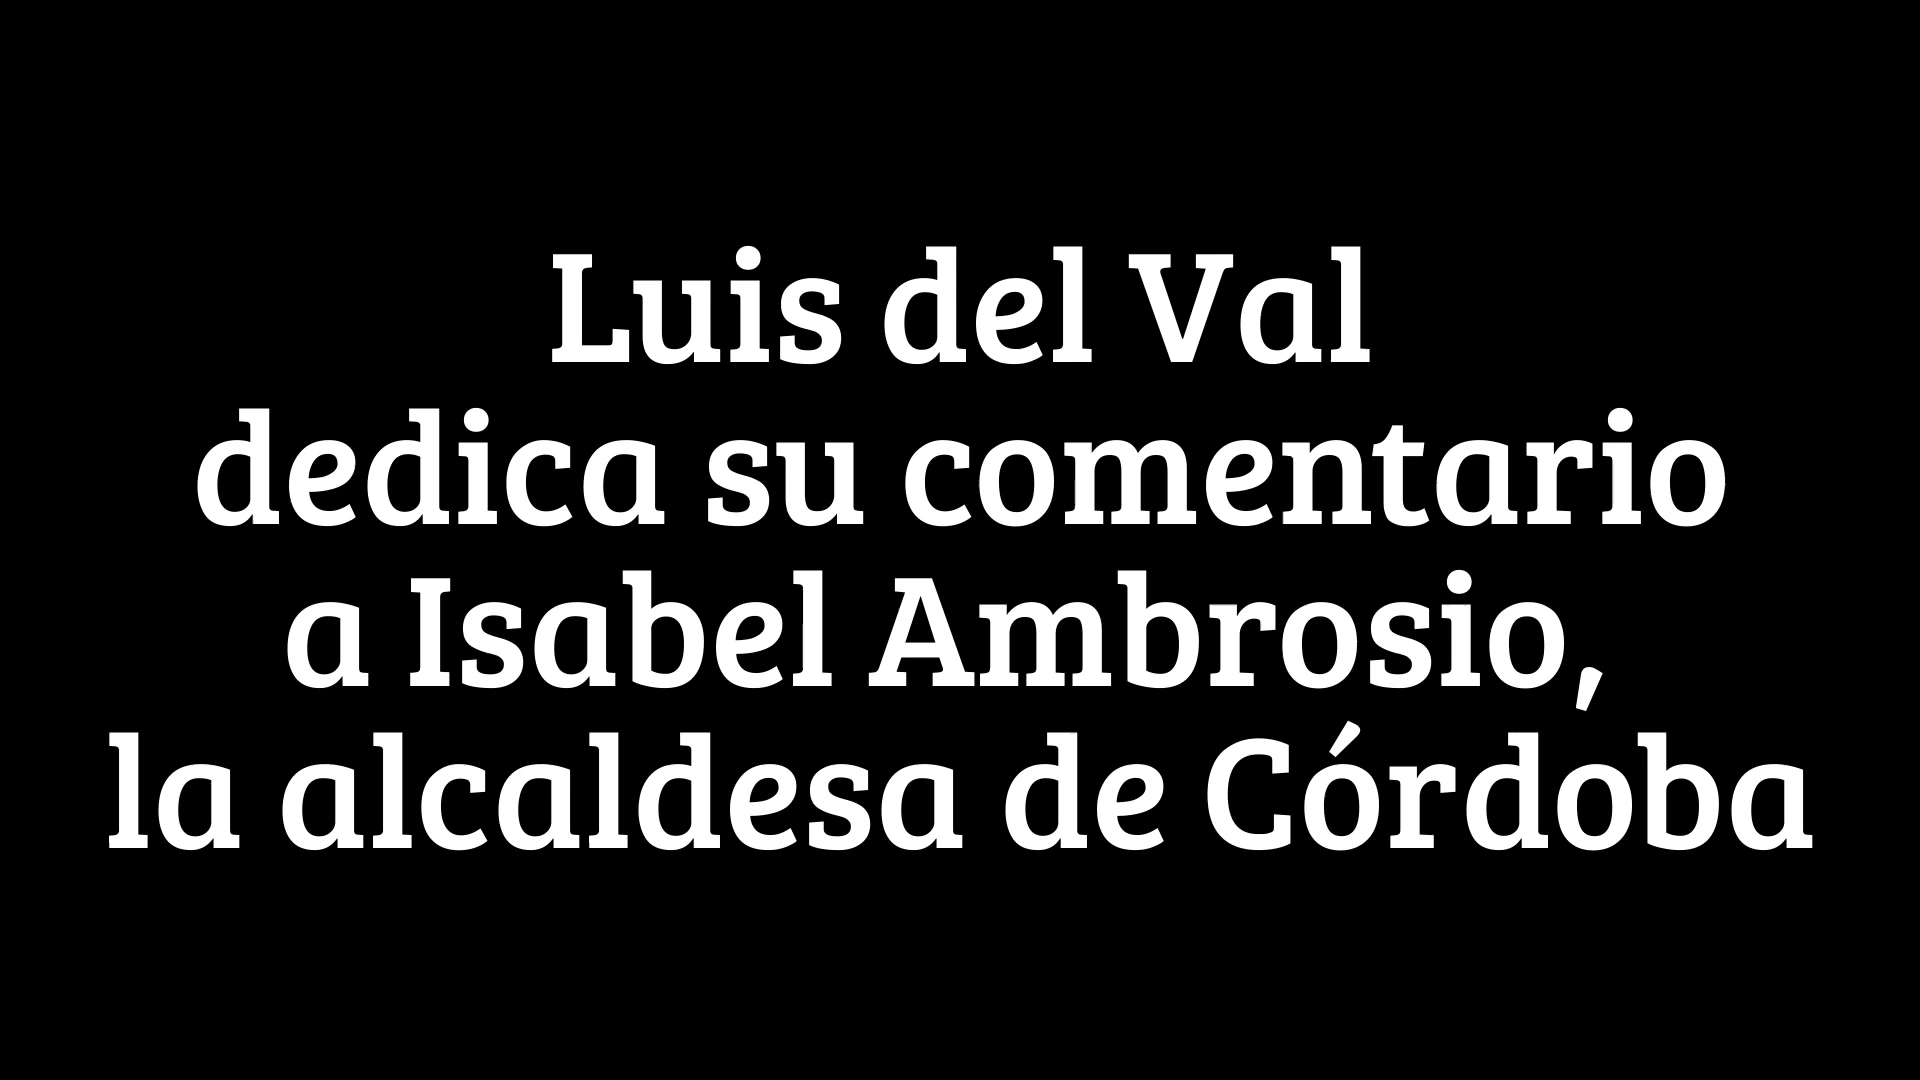 Luis del Val
dedica su comentario
a Isabel Ambrosio,
la alcaldesa de Córdoba